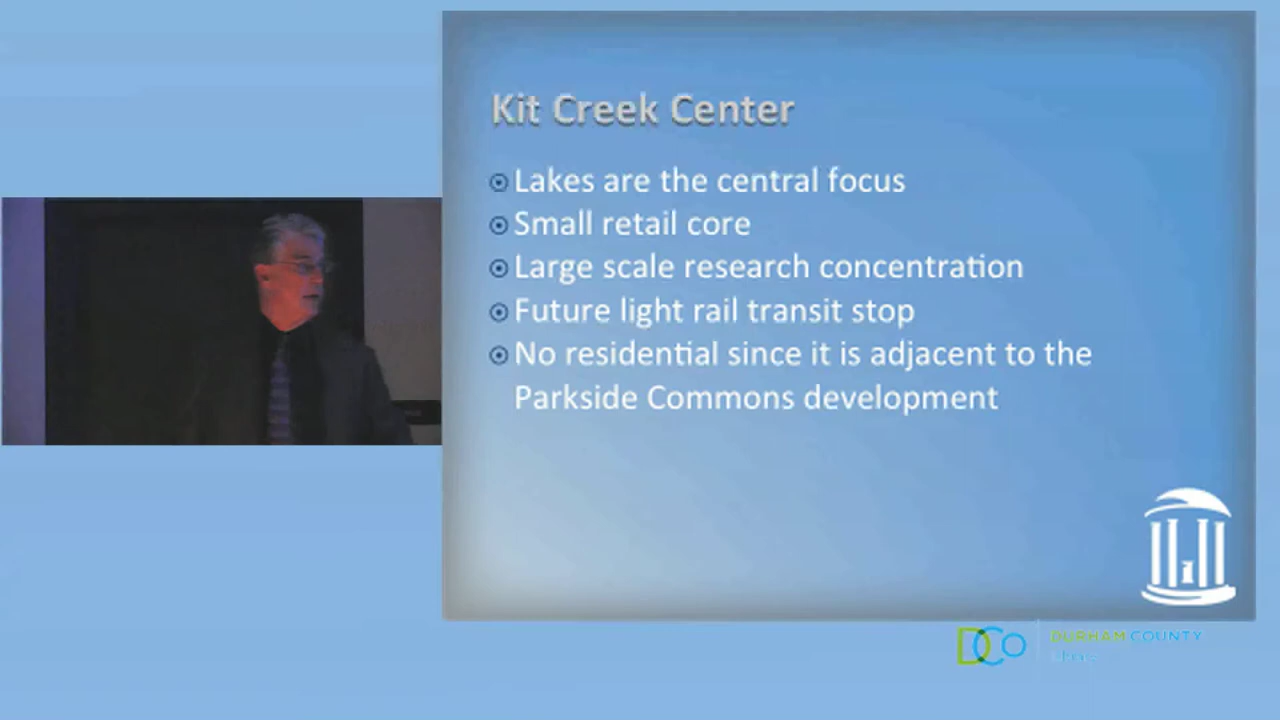 Kit Creek Center
Lakes are the central focus
Small retail core
Large scale research concentration
Future light rail transit stop
No residential since it is adjacent to the
Parkside Commons development
DCo DURHAM COUNTY